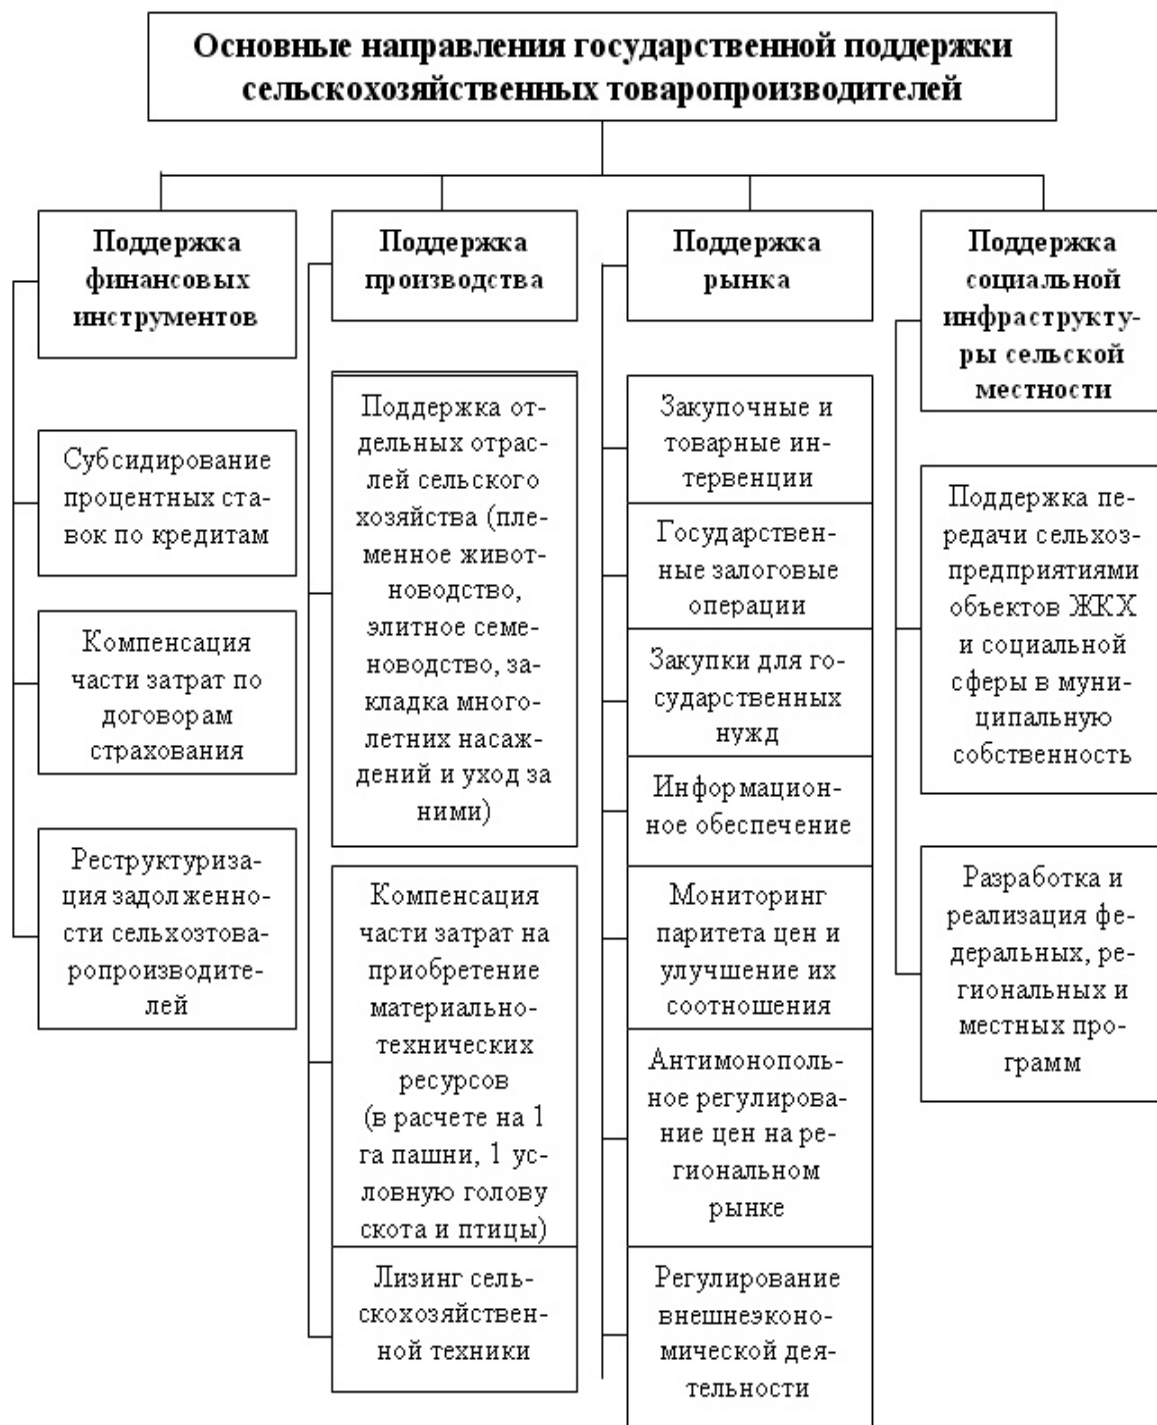 Основные направления государственной поддержки
сельскохозяйственных товаропроизводителей
Поддержка
финансовых
инструментов
Субсидирование
процентных ста-
вок по кредитам
Компенсация
части затрат по
договорам
страхования
Реструктуриза-
ция задолженно-
сти сельхозтова-
ропроизводите-
лей
Поддержка
производства
Поддержка от-
дельных отрас-
лей сельского
хозяйства (пле-
менное живот-
новодство,
элитное семе-
новодство, за-
кладка много-
летних насаж-
дений и уход за
ними)
Компенсация
части затрат на
приобретение
материально-
технических
ресурсов
(в расчете на 1
га пашни, 1 ус-
ловную голову
скота и птицы)
Лизинг сель-
скохозяйствен-
ной техники
Поддержка
рынка
Закупочные и
товарные ин-
тервенции
Государствен-
ные залоговые
операции
Закупки для го-
сударственных
нужд
Информацион-
ное обеспечение
Мониторинг
паритета цен и
улучшение их
соотношения
Антимонополь-
ное регулирова-
ние цен на ре-
гиональном
рынке
Регулирование
внешнеэконо-
мической дея-
тельности
Поддержка
социальной
инфраструкту-
ры сельской
местности
Поддержка пе-
редачи сельхоз-
предприятиями
объектов ЖКХ
и социальной
сферы в муни-
ципальную
собственность
Разработка и
реализация фе-
деральных, ре-
гиональных и
местных про-
грамм